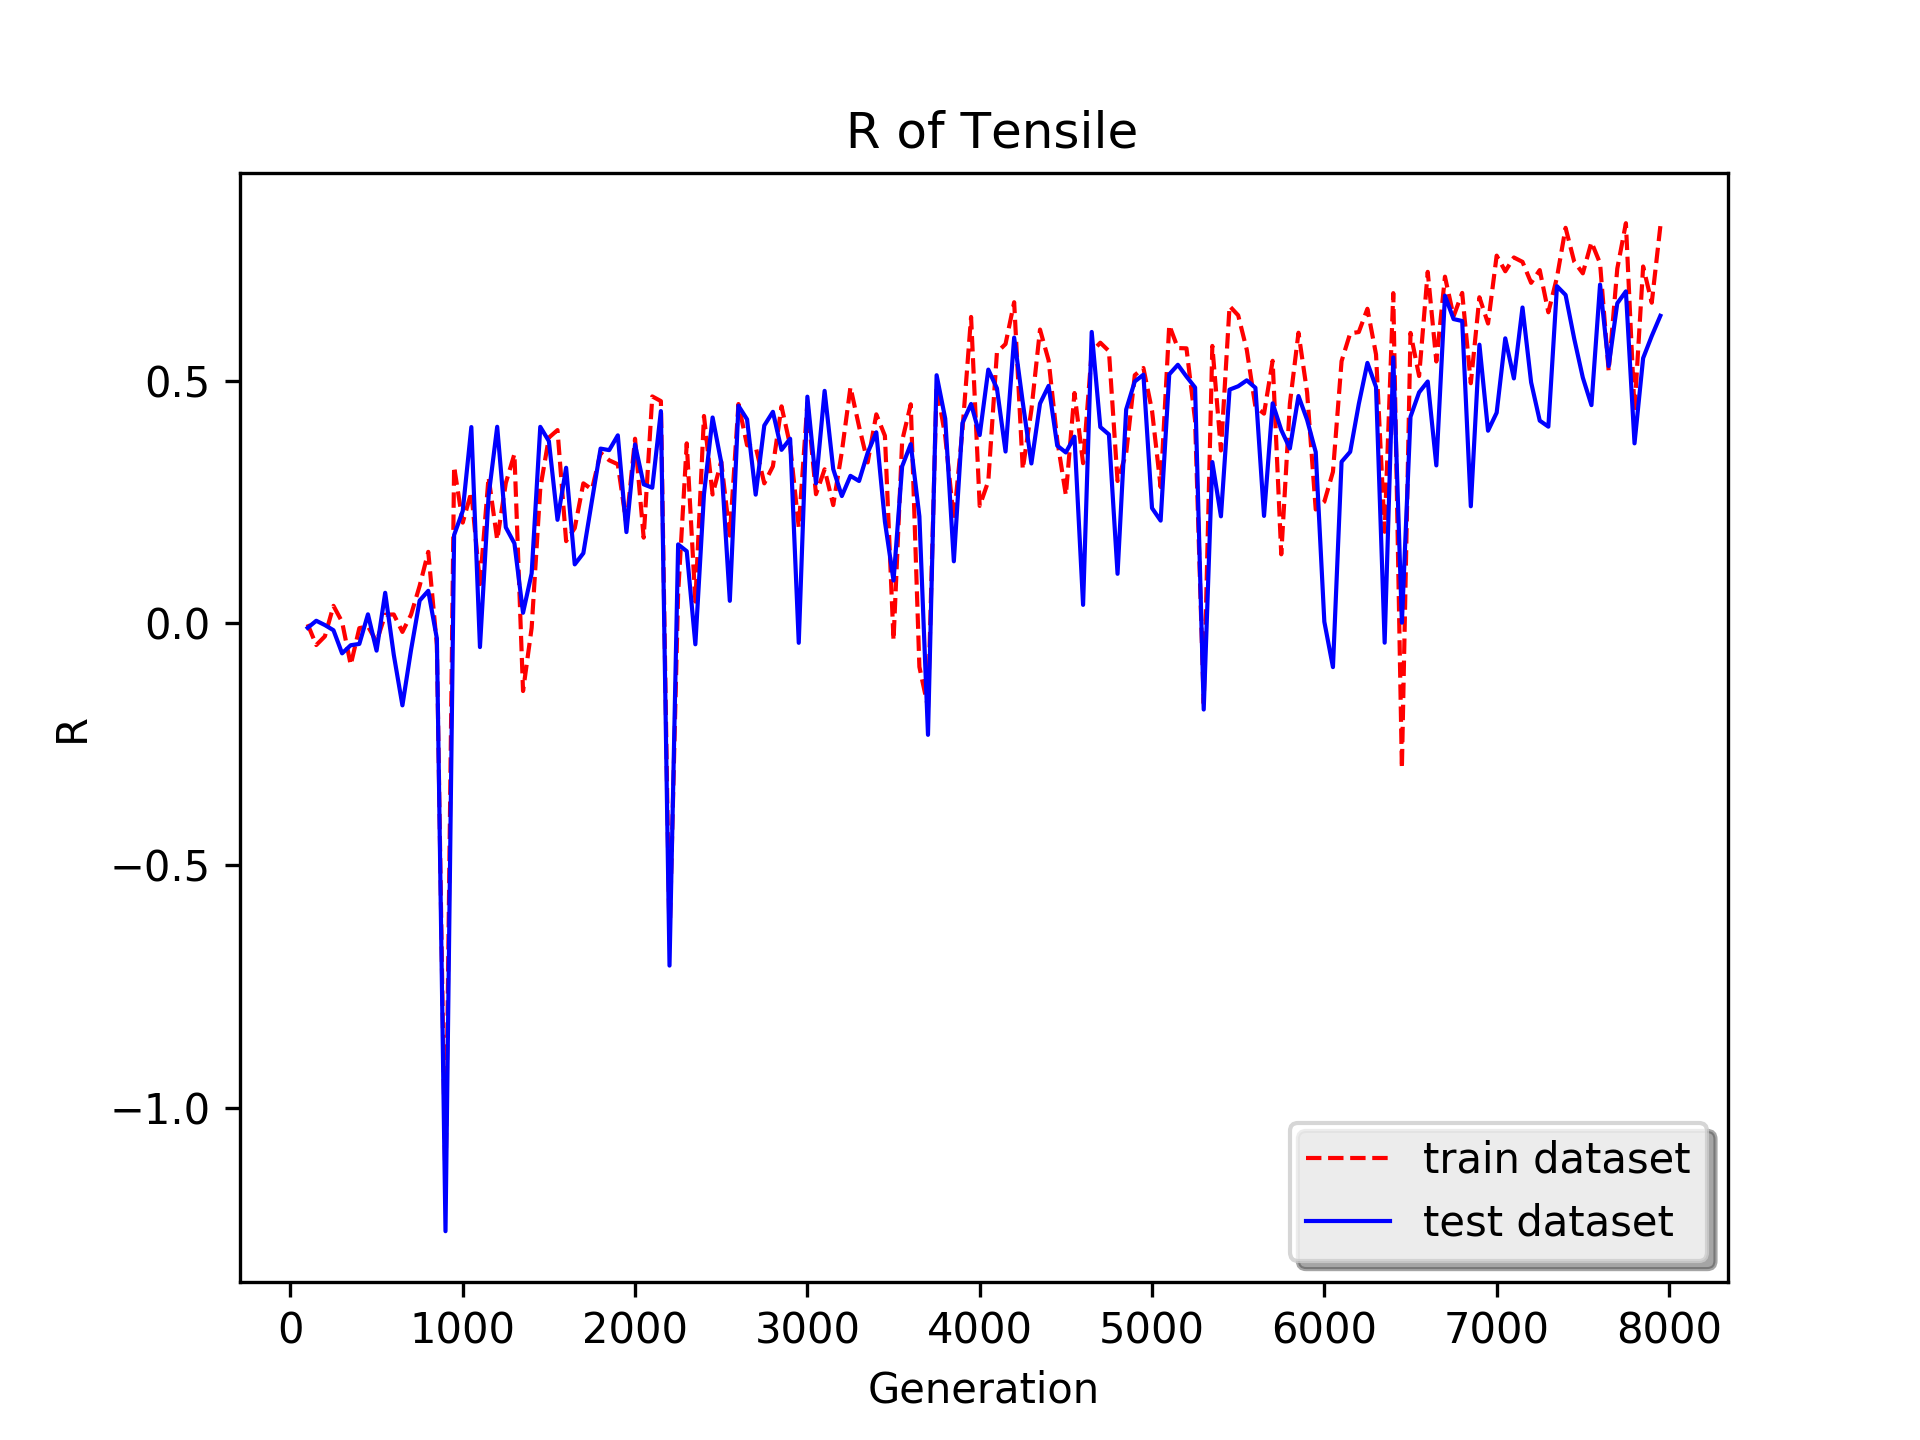 R of Tensile
R
0.5
0.0
−0.5
−1.0
train dataset
test dataset
0 1000 2000 3000 4000 5000 6000 7000 8000
Generation